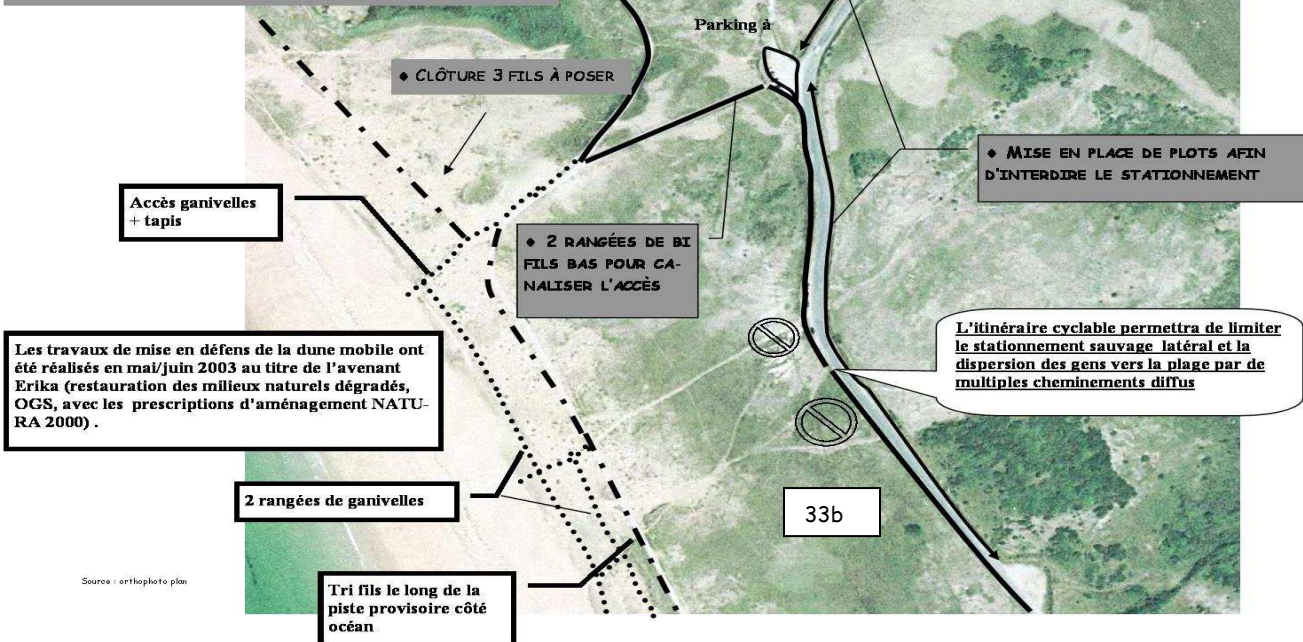 Parking à
♦ CLÔTURE 3 FILS À POSER
♦ MISE EN PLACE DE PLOTS AFIN
D'INTERDIRE LE STATIONNEMENT
Accès ganivelles
+ tapis
♦ 2 RANGÉES DE BI
FILS BAS POUR CA-
NALISER L'ACCÈS
L'itinéraire cyclable permettra de limiter
le stationnement sauvage latéral et la
dispersion des gens vers la plage par de
multiples cheminements diffus
Les travaux de mise en défens de la dune mobile ont
été réalisés en mai/juin 2003 au titre de l'avenant
Erika (restauration des milieux naturels dégradés,
OGS, avec les prescriptions d'aménagement NATU-
RA 2000) .
2 rangées de ganivelles
33b
Source : orthophoto plan
Tri fils le long de la
piste provisoire côté
océan